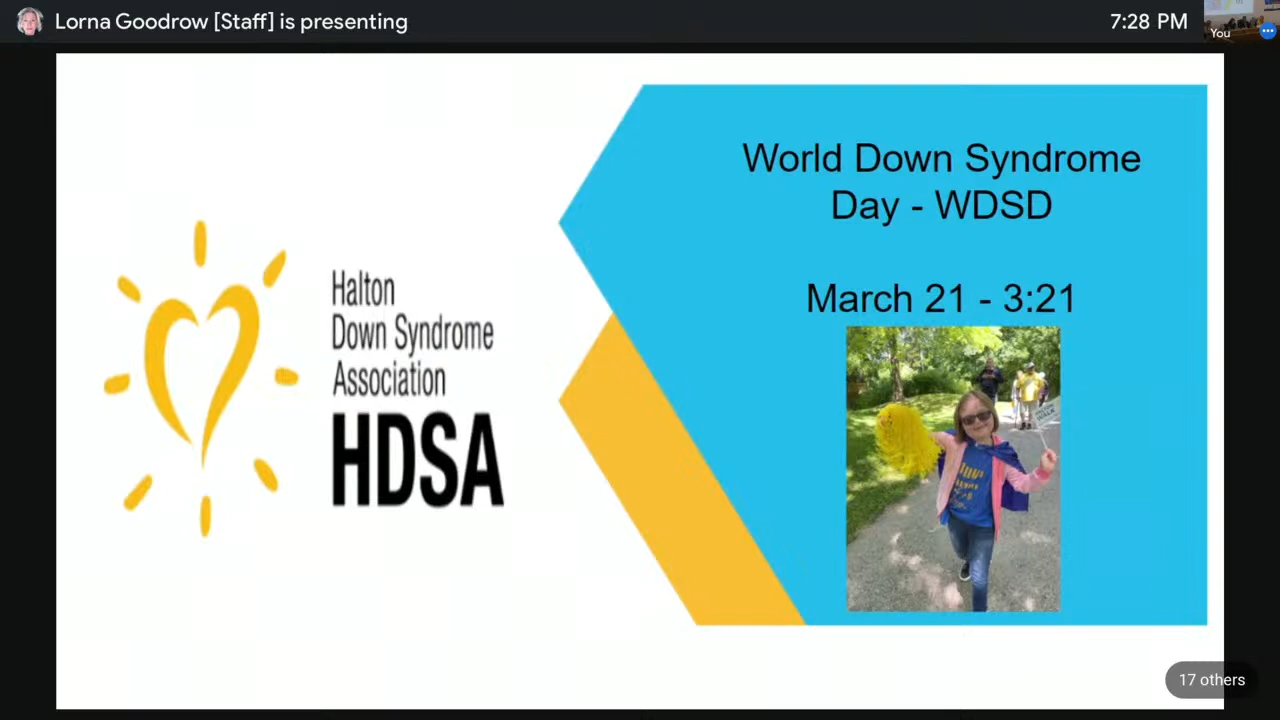 Lorna Goodrow [Staff] is presenting
7:28 PM
You
World Down Syndrome
Day - WDSD
March 21 - 3:21
Halton
Down Syndrome
Association
HDSA
WALK
17 others